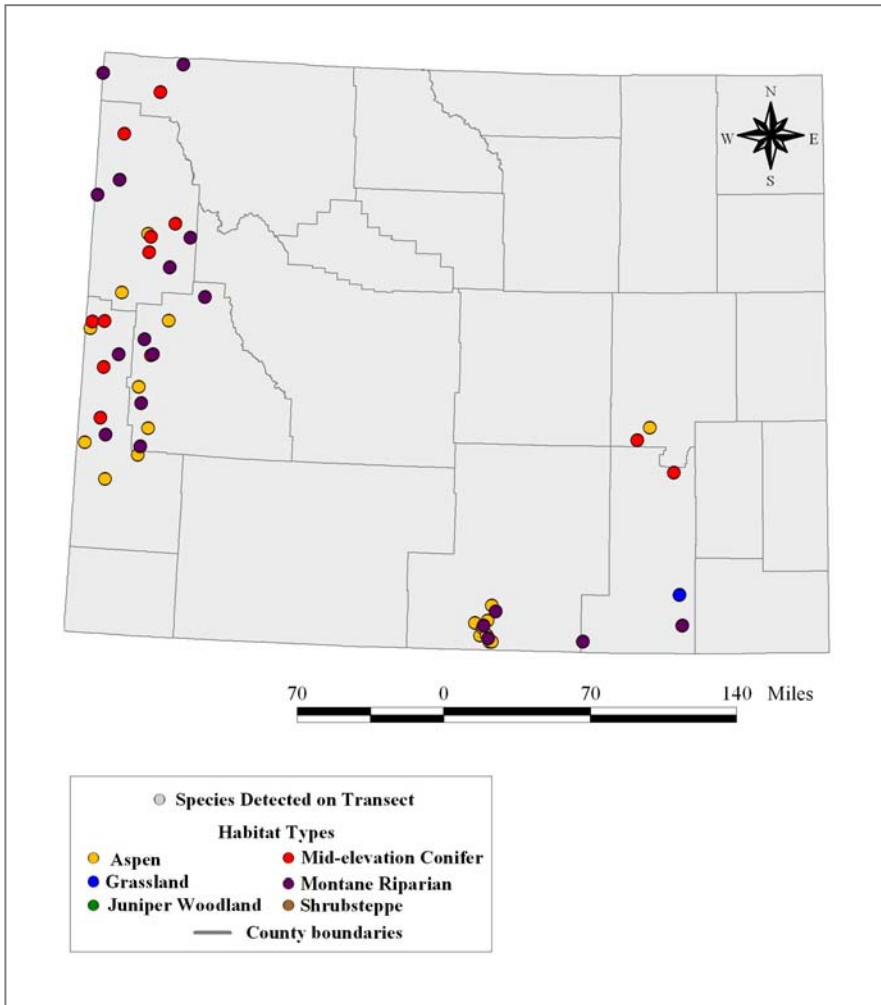 N
W E
S
70 0 70 140 Miles
Species Detected on Transect
Habitat Types
Aspen Mid-elevation Conifer
Grassland Montane Riparian
Juniper Woodland Shrubsteppe
County boundaries